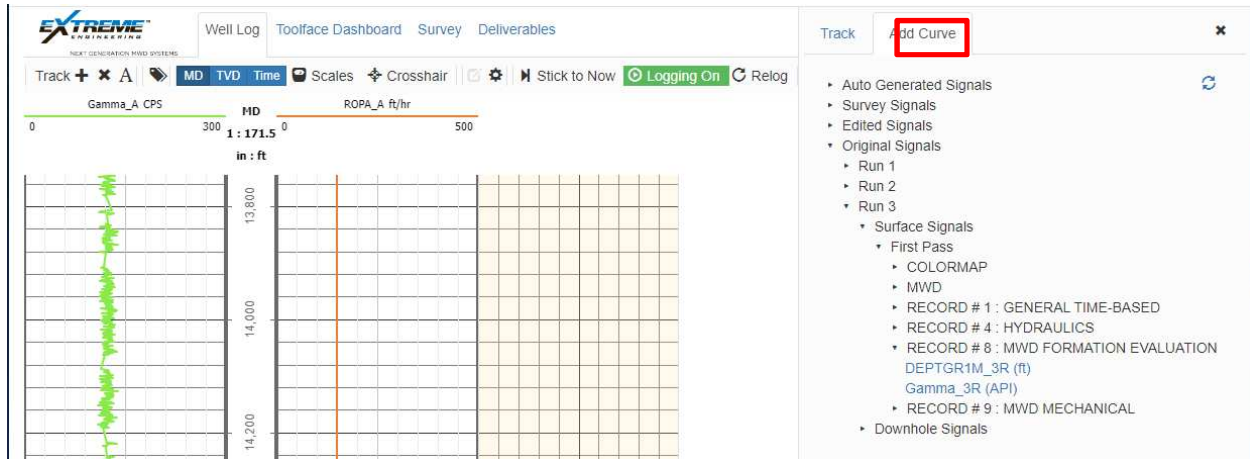 EXTREME
ENGINEERING
NEXT GENERATION MWD SYSTEMS
Well Log Toolface Dashboard Survey Deliverables
Track A MD TVD Time Scales Crosshair Stick to Now Logging On Relog
Gamma_A CPS
0 300
MD
1 : 171.5
in : ft
ROPA_A ft/hr
0 500
13,800
14,000
14,200
Track Add Curve
Auto Generated Signals
Survey Signals
Edited Signals
Original Signals
Run 1
Run 2
Run 3
Surface Signals
First Pass
COLORMAP
MWD
RECORD # 1 : GENERAL TIME-BASED
RECORD # 4 : HYDRAULICS
RECORD # 8 : MWD FORMATION EVALUATION
DEPTGR1M_3R (ft)
Gamma_3R (API)
RECORD # 9 : MWD MECHANICAL
Downhole Signals